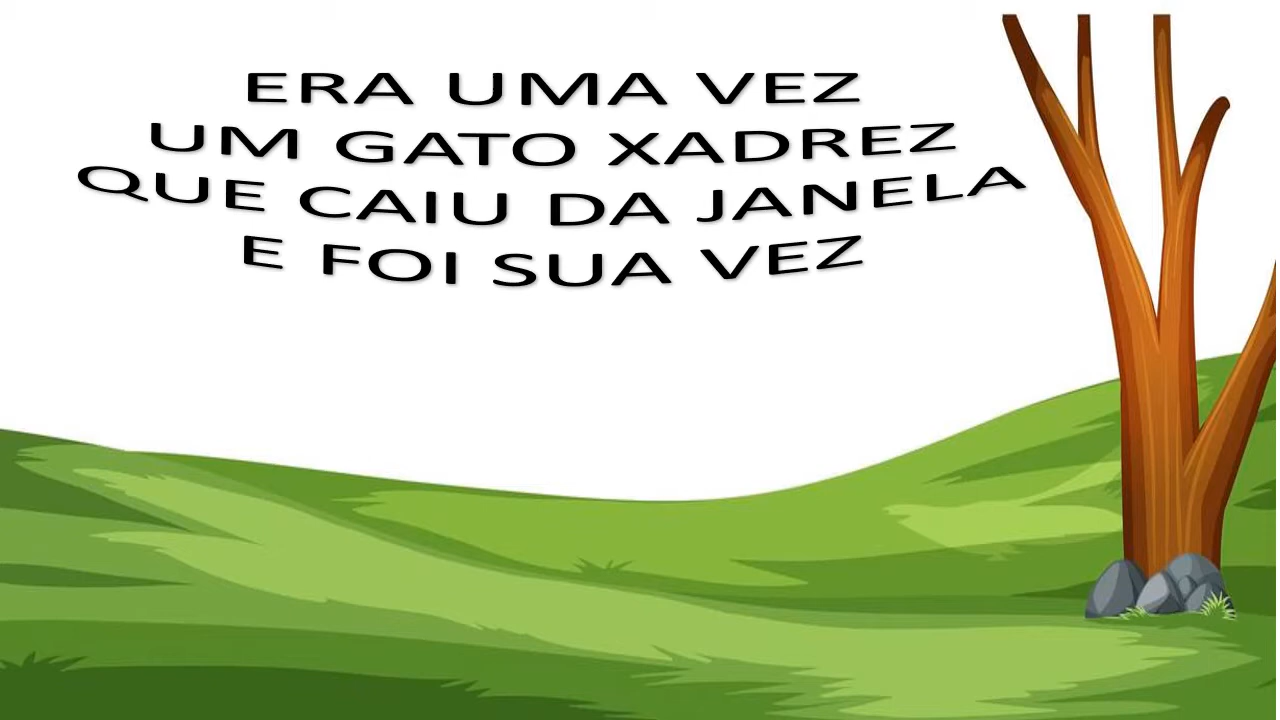 ERA UMA VEZ
UM GATO XADREZ
QUE CAIU DA JANELA
E FOI SUA VEZ